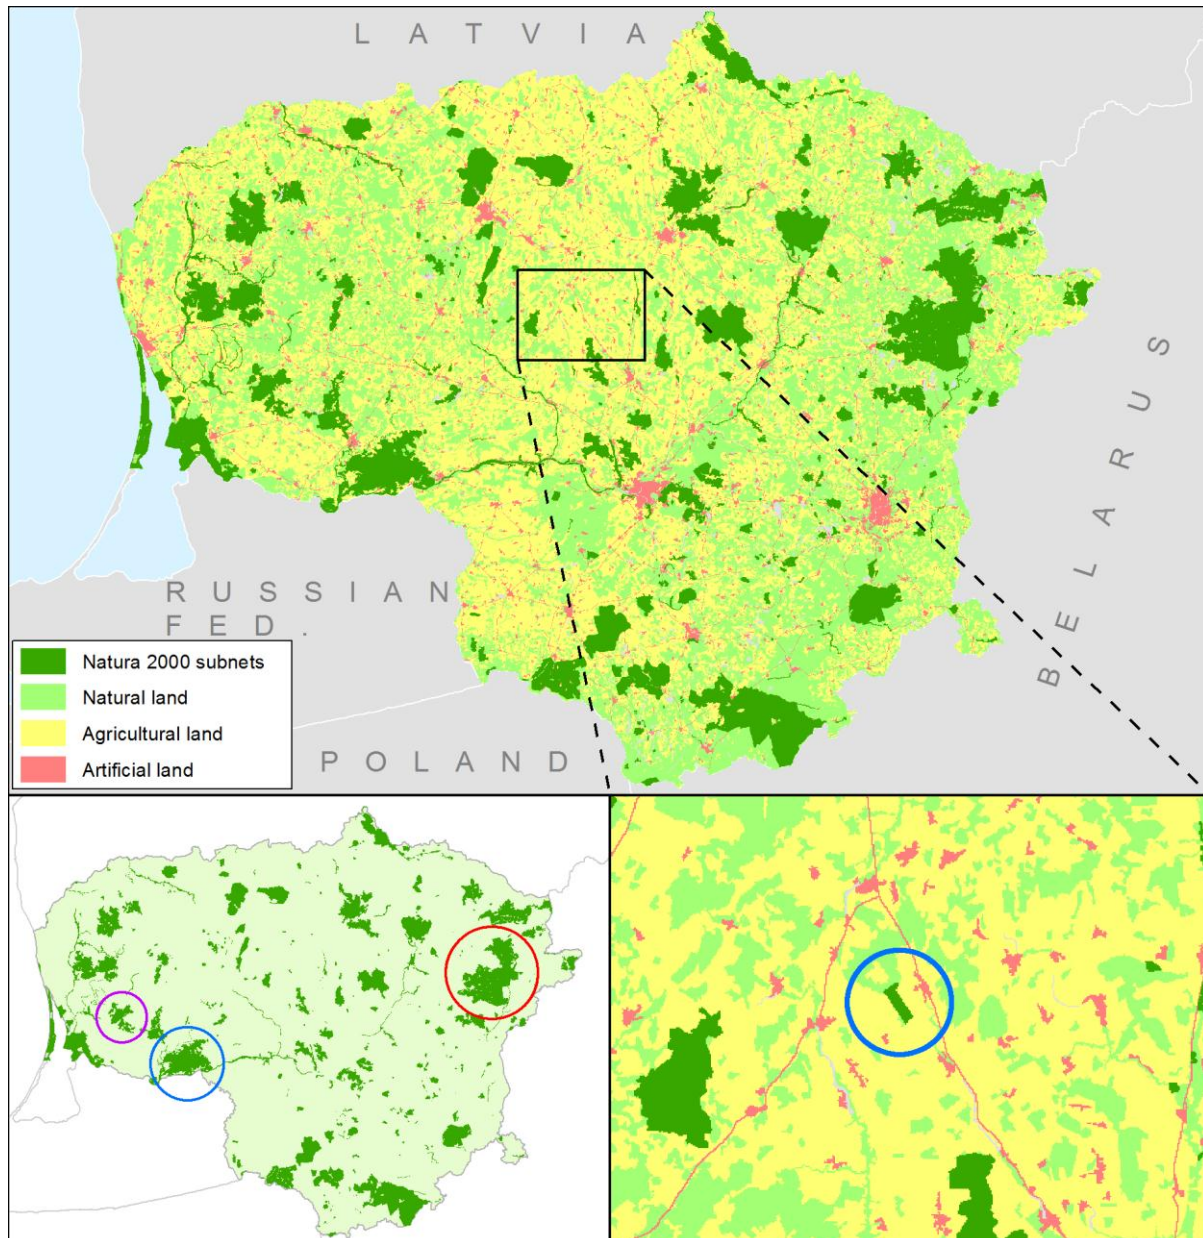 LATVIA
RUSSIAN
FED.
BELARUS
POLAND
Natura 2000 subnets
Natural land
Agricultural land
Artificial land